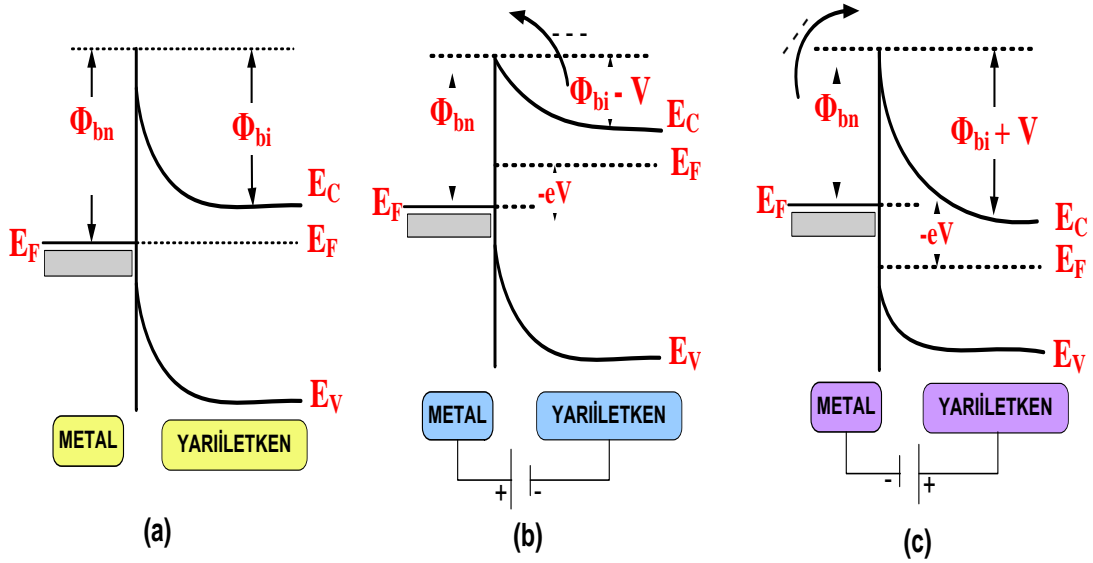 Φbn
Φbi
EC
EF
EF
EV
METAL
YARIİLETKEN
(a)
- - -
Φbn
Φbi - V
EC
EF
-eV
EF
EV
METAL
YARIİLETKEN
+ -
(b)
- - -
Φbn
Φbi + V
EF
-eV
EC
EF
EV
METAL
YARIİLETKEN
- +
(c)